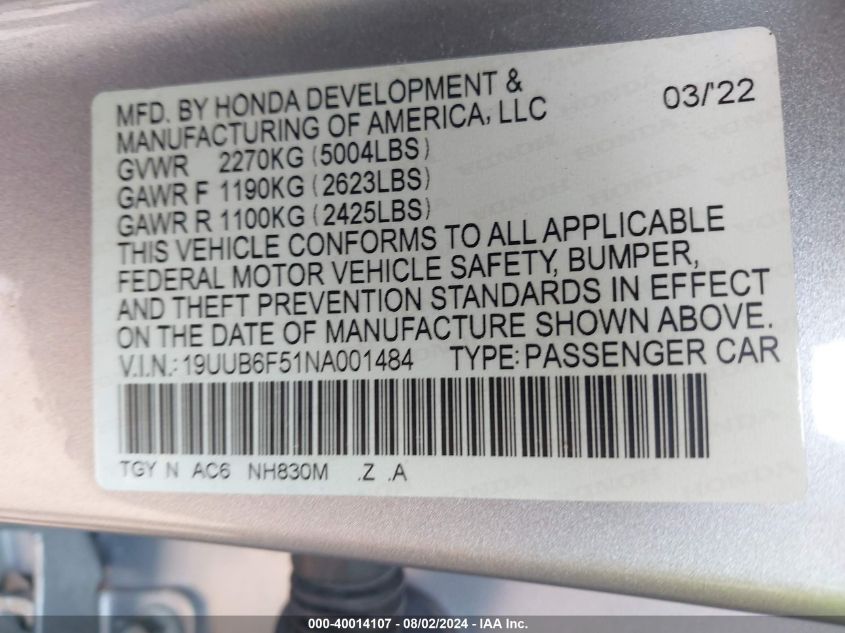 MFD. BY HONDA DEVELOPMENT &
MANUFACTURING OF AMERICA, LLC 03/'22
GVWR 2270KG (5004LBS)
GAWR F 1190KG (2623LBS)
GAWR R 1100KG (2425LBS)
THIS VEHICLE CONFORMS TO ALL APPLICABLE
FEDERAL MOTOR VEHICLE SAFETY, BUMPER,
AND THEFT PREVENTION STANDARDS IN EFFECT
ON THE DATE OF MANUFACTURE SHOWN ABOVE.
V.I.N.: 19UUB6F51NA001484 TYPE: PASSENGER CAR
TGY N AC6 NH830M .Z .A
000-40014107 - 08/02/2024 - IAA Inc.